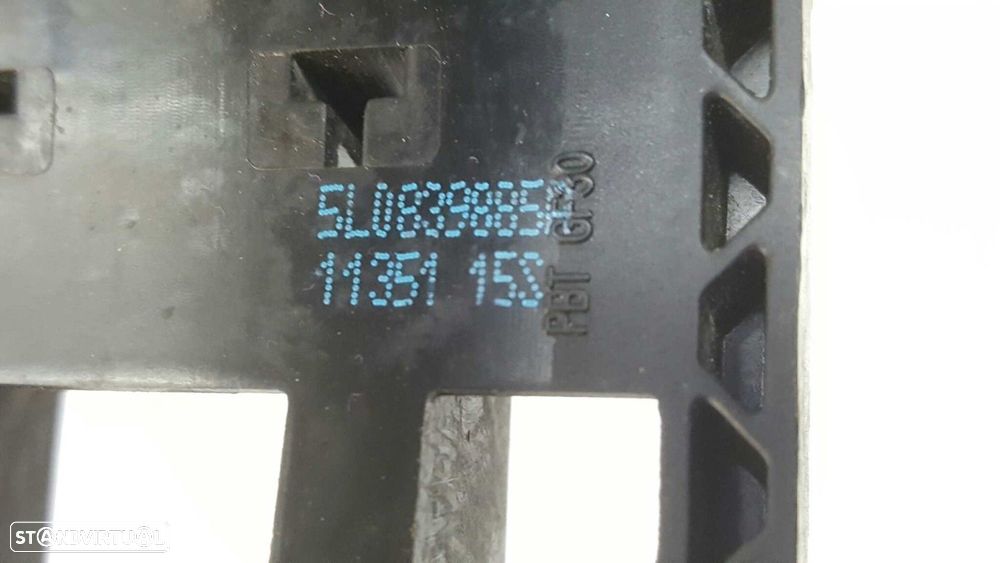 5L0839885A
11351 15S
PBT GF30
STANDVIRTUAL